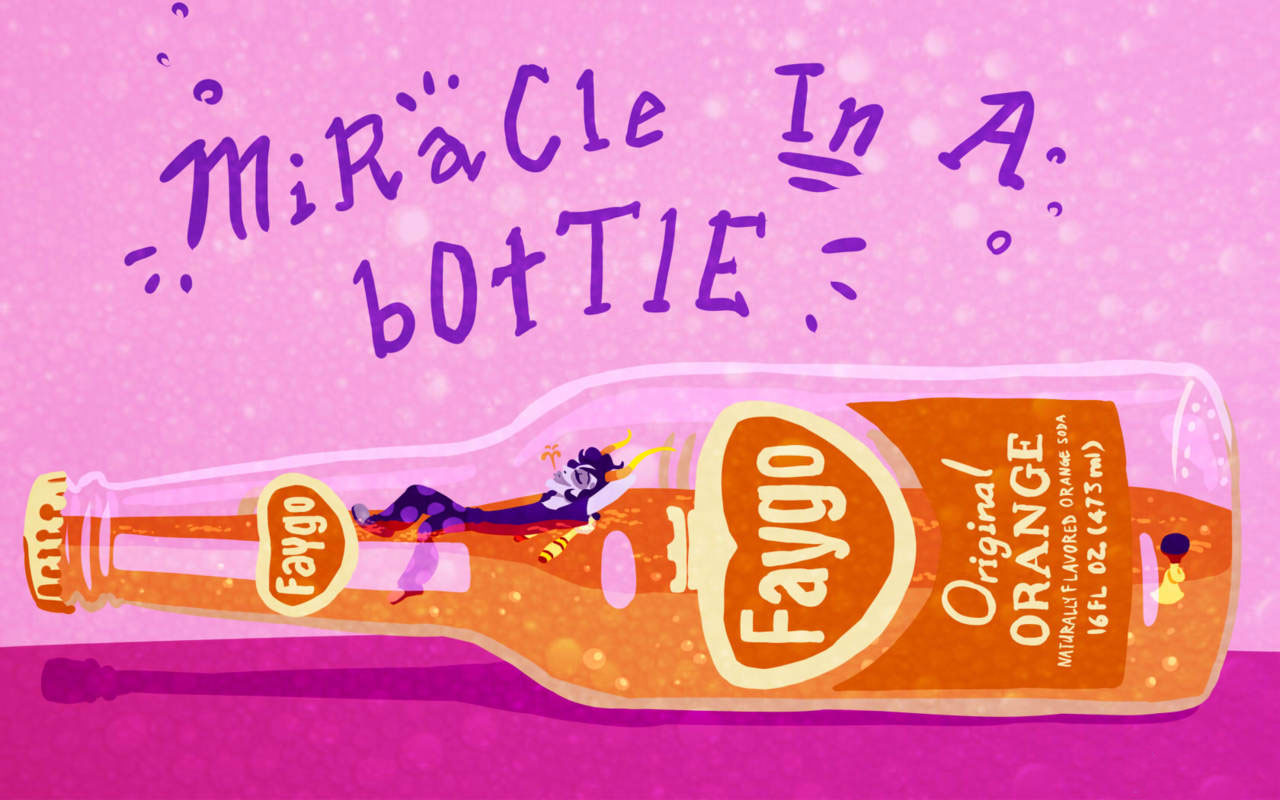 MiRaCle In A
bOtTlE
Faygo
Faygo
Original
ORANGE
NATURALLY FLAVORED ORANGE SODA
16FL OZ. (473ml)